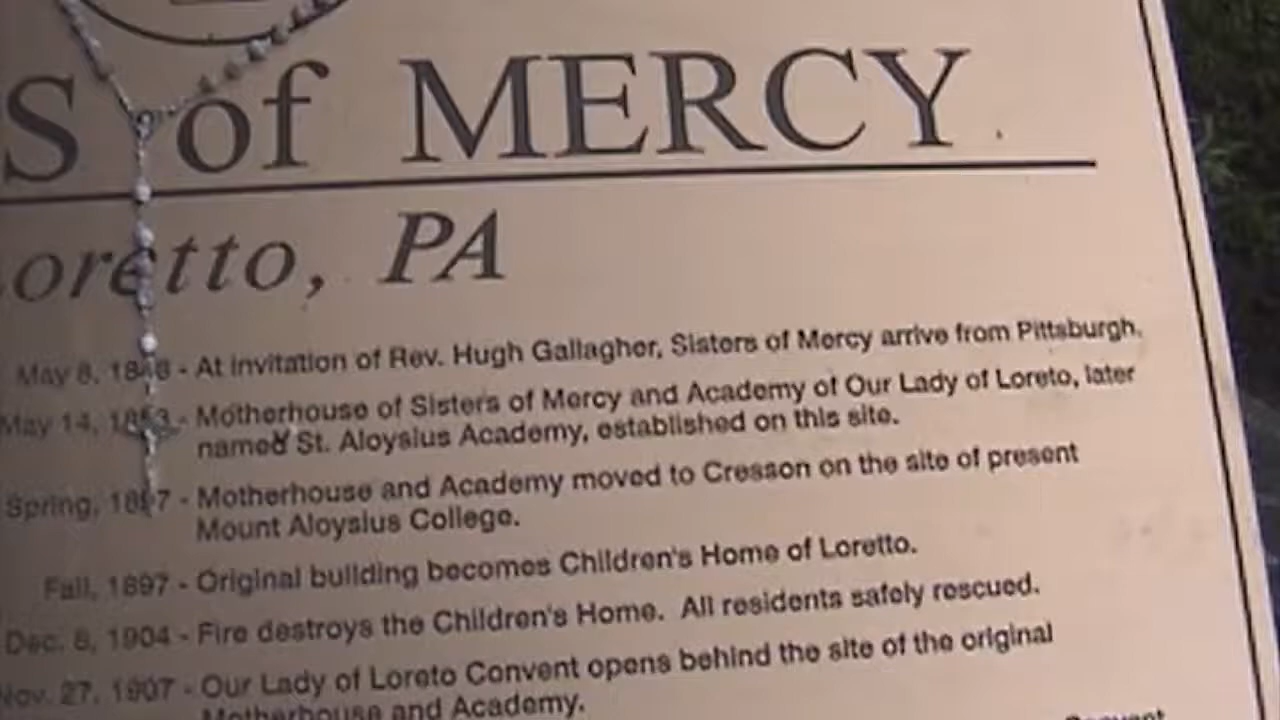 S of MERCY
oretto, PA
May 8, 1848 - At invitation of Rev. Hugh Gallagher, Sisters of Mercy arrive from Pittsburgh.
May 14, 1853 - Motherhouse of Sisters of Mercy and Academy of Our Lady of Loreto, later
named St. Aloysius Academy, established on this site.
Spring, 1897 - Motherhouse and Academy moved to Cresson on the site of present
Mount Aloysius College.
Fall, 1897 - Original building becomes Children's Home of Loretto.
Dec. 8, 1904 - Fire destroys the Children's Home. All residents safely rescued.
Nov. 27, 1907 - Our Lady of Loreto Convent opens behind the site of the original
Motherhouse and Academy.
Convent